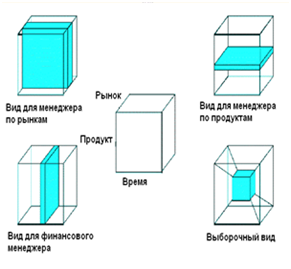 Вид для менеджера
по рынкам
Вид для менеджера
по продуктам
Рынок
Продукт
Время
Вид для финансового
менеджера
Выборочный вид